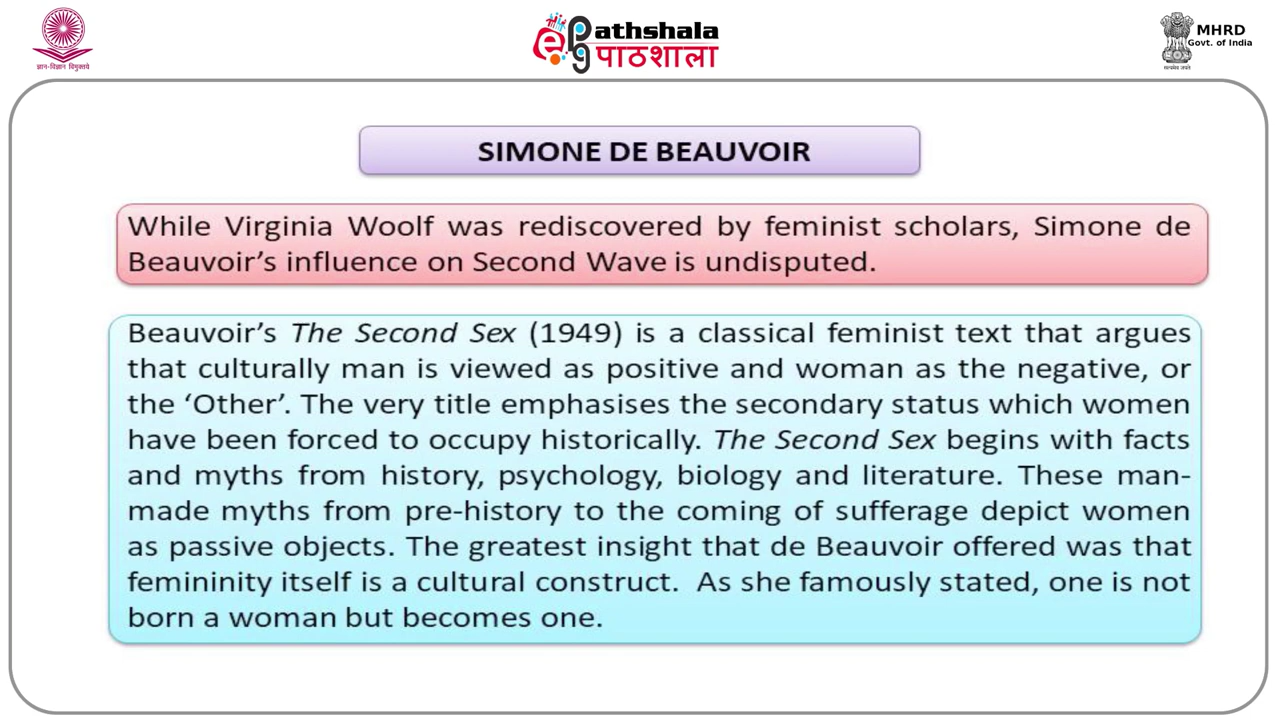 ज्ञान-विज्ञान विमुक्तये
ePg
athshala
पाठशाला
MHRD
Govt. of India
सत्यमेव जयते
SIMONE DE BEAUVOIR
While Virginia Woolf was rediscovered by feminist scholars, Simone de
Beauvoir’s influence on Second Wave is undisputed.
Beauvoir’s The Second Sex (1949) is a classical feminist text that argues
that culturally man is viewed as positive and woman as the negative, or
the ‘Other’. The very title emphasises the secondary status which women
have been forced to occupy historically. The Second Sex begins with facts
and myths from history, psychology, biology and literature. These man-
made myths from pre-history to the coming of sufferage depict women
as passive objects. The greatest insight that de Beauvoir offered was that
femininity itself is a cultural construct.  As she famously stated, one is not
born a woman but becomes one.